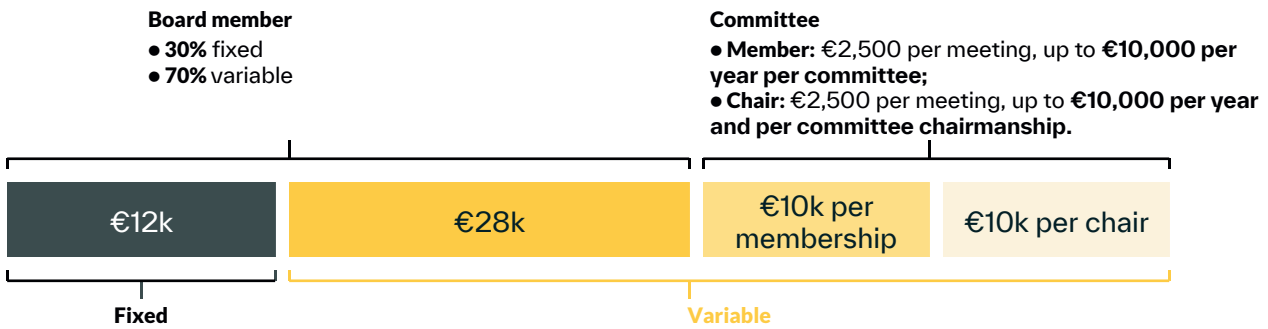 Board member
● 30% fixed
● 70% variable
Committee
● Member: €2,500 per meeting, up to €10,000 per
year per committee;
● Chair: €2,500 per meeting, up to €10,000 per year
and per committee chairmanship.
€12k
€28k
€10k per
membership
€10k per chair
Fixed
Variable